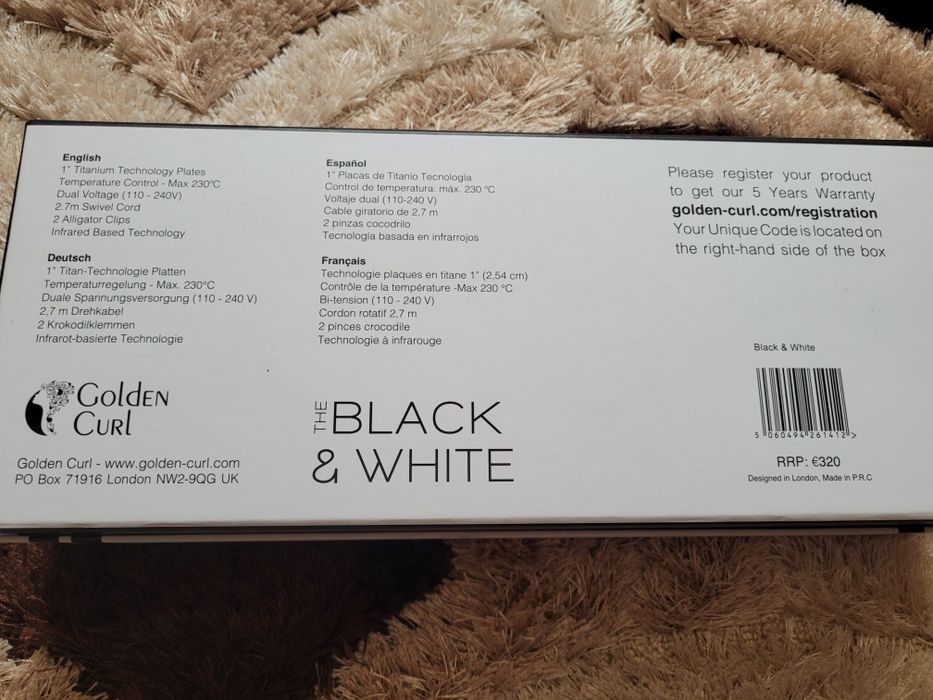 English
1" Titanium Technology Plates
Temperature Control - Max 230ºC
Dual Voltage (110 - 240V)
2.7m Swivel Cord
2 Alligator Clips
Infrared Based Technology
Deutsch
1" Titan-Technologie Platten
Temperaturregelung - Max. 230ºC
Duale Spannungsversorgung (110 - 240 V)
2,7 m Drehkabel
2 Krokodilklemmen
Infrarot-basierte Technologie
Español
1" Placas de Titanio Tecnologia
Control de temperatura: máx. 230 ºC
Voltaje dual (110-240 V)
Cable giratorio de 2,7 m
2 pinzas cocodrilo
Tecnología basada en infrarrojos
Français
Technologie plaques en titane 1" (2,54 cm)
Contrôle de la température -Max 230 ºC
Bi-tension (110 - 240 V)
Cordon rotatif 2,7 m
2 pinces crocodile
Technologie à infrarouge
Please register your product
to get our 5 Years Warranty
golden-curl.com/registration
Your Unique Code is located on
the right-hand side of the box
GOLDEN
CURL
Golden Curl - www.golden-curl.com
PO Box 71916 London NW2-9QG UK
THE BLACK
& WHITE
Black & White
5 060494 261412 >
RRP: €320
Designed in London, Made in P.R.C